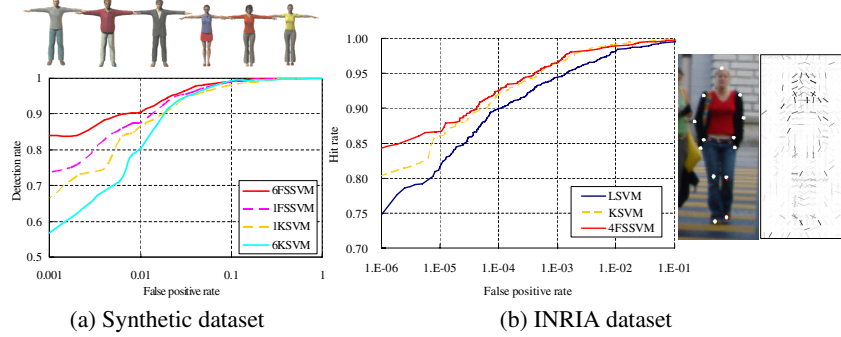 Detection rate
1
0.9
0.8
0.7
0.6
0.5
6FSSVM
1FSSVM
1KSVM
6KSVM
0.001
0.01
0.1
1
False positive rate
(a) Synthetic dataset
Hit rate
1.00
0.95
0.90
0.85
0.80
0.75
0.70
LSVM
KSVM
4FSSVM
1.E-06
1.E-05
1.E-04
1.E-03
1.E-02
1.E-01
False positive rate
(b) INRIA dataset